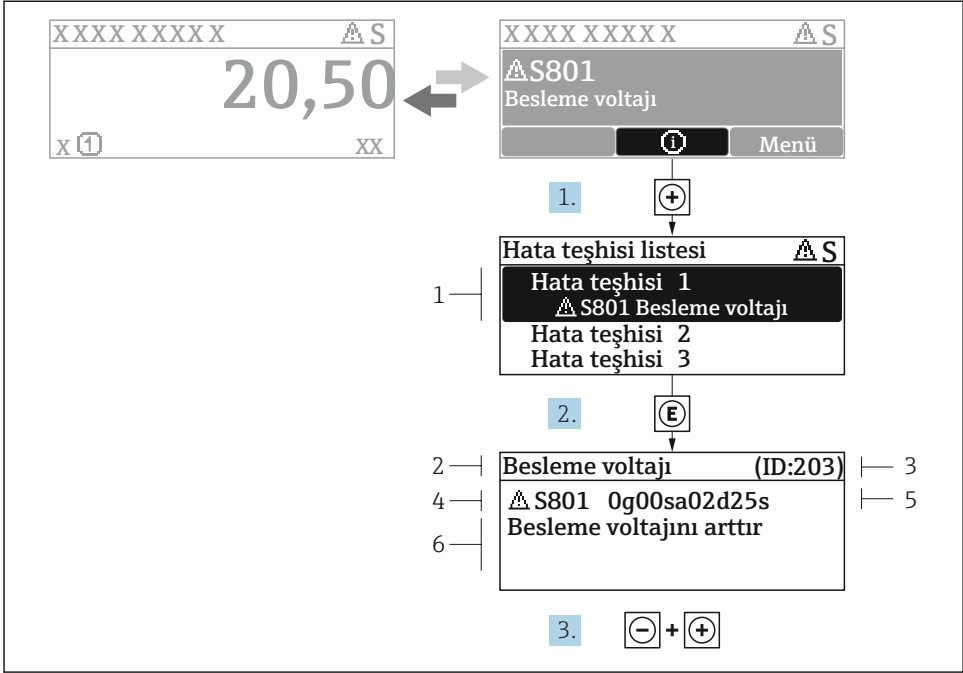 XXXX XXXXX ⚠S
20,50
X ① XX
XXXX XXXXX ⚠S
⚠S801
Besleme voltajı
ⓘ Menü
1. +
Hata teşhisi listesi ⚠S
1
Hata teşhisi 1
⚠S801 Besleme voltajı
Hata teşhisi 2
Hata teşhisi 3
2. E
2 Besleme voltajı (ID:203) 3
4 ⚠S801 0g00sa02d25s 5
6 Besleme voltajını arttır
3. - + +